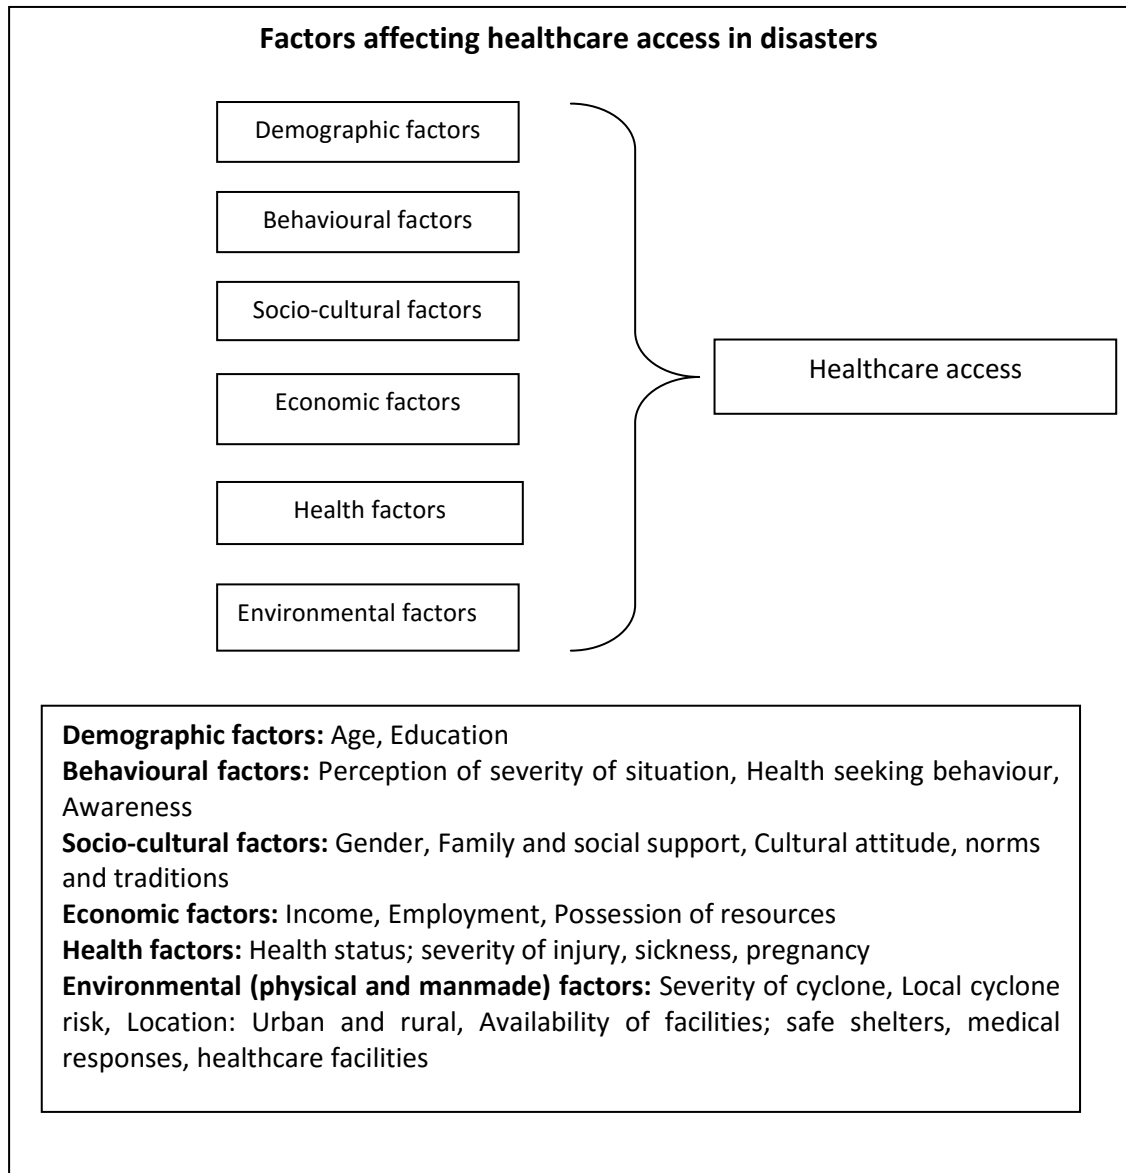 Factors affecting healthcare access in disasters
Demographic factors
Behavioural factors
Socio-cultural factors
Economic factors
Health factors
Environmental factors
Healthcare access
Demographic factors: Age, Education
Behavioural factors: Perception of severity of situation, Health seeking behaviour,
Awareness
Socio-cultural factors: Gender, Family and social support, Cultural attitude, norms
and traditions
Economic factors: Income, Employment, Possession of resources
Health factors: Health status; severity of injury, sickness, pregnancy
Environmental (physical and manmade) factors: Severity of cyclone, Local cyclone
risk, Location: Urban and rural, Availability of facilities; safe shelters, medical
responses, healthcare facilities